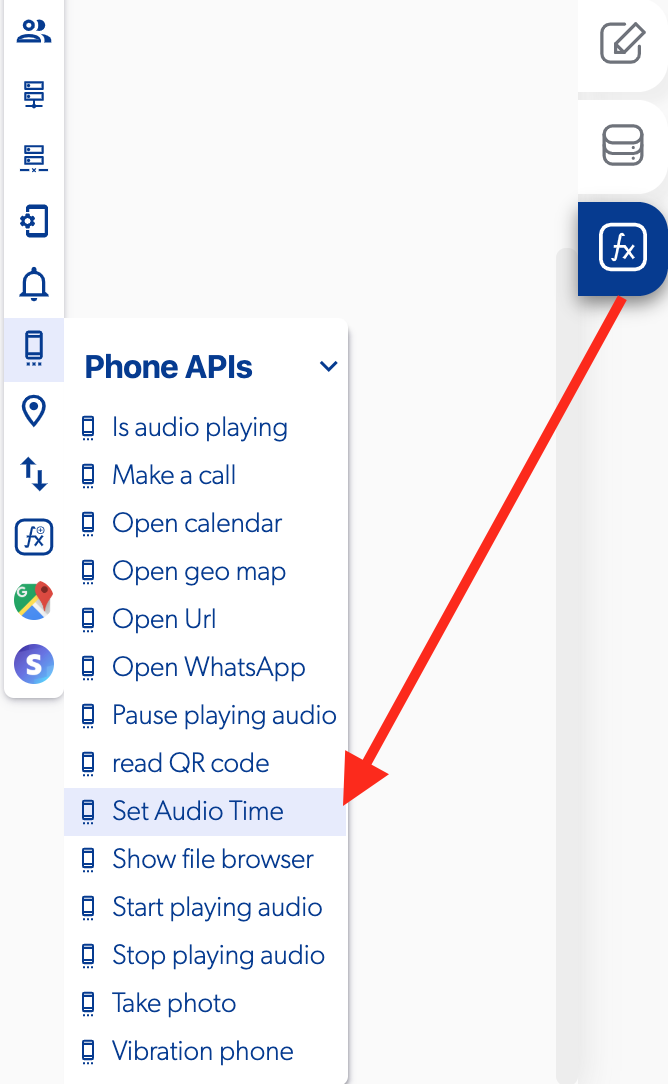 fx
Phone APIs
Is audio playing
Make a call
Open calendar
Open geo map
fx
Open Url
G
Open WhatsApp
S
Pause playing audio
read QR code
Set Audio Time
Show file browser
Start playing audio
Stop playing audio
Take photo
Vibration phone